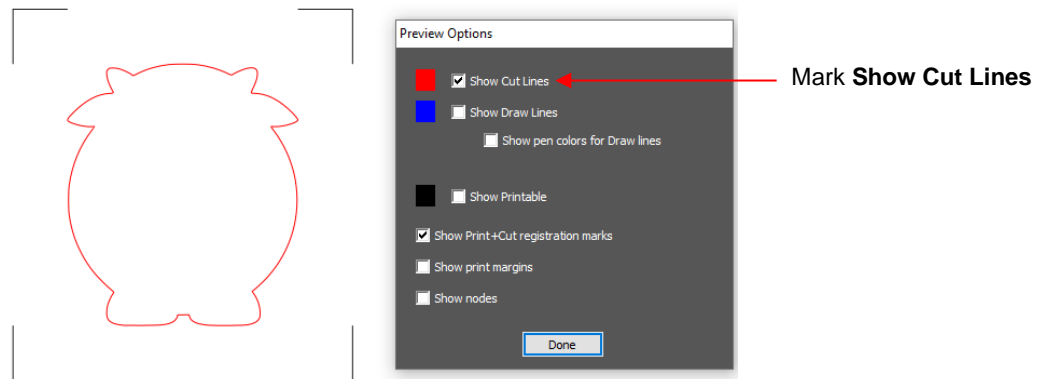 Preview Options
Show Cut Lines
Mark Show Cut Lines
Show Draw Lines
Show pen colors for Draw lines
Show Printable
Show Print+Cut registration marks
Show print margins
Show nodes
Done